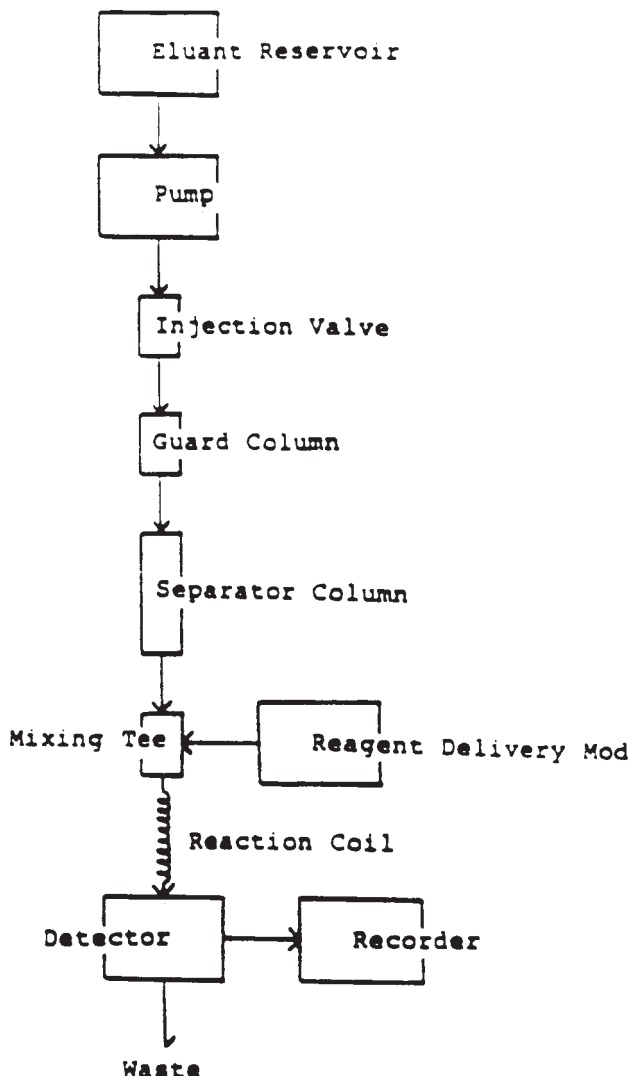 Eluant Reservoir
Pump
Injection Valve
Guard Column
Separator Column
Mixing Tee
Reagent Delivery Mod
Reaction Coil
Detector
Recorder
Waste